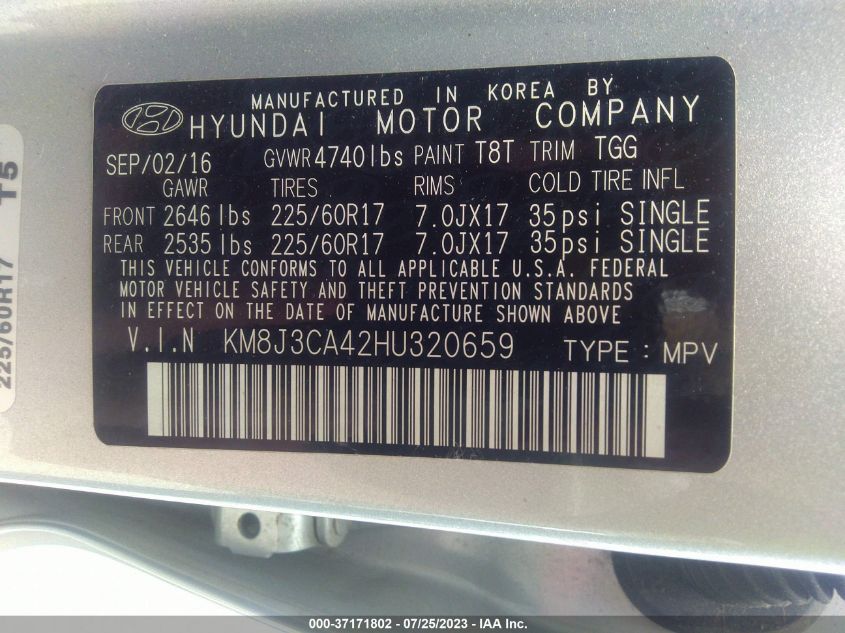 MANUFACTURED IN KOREA BY
HYUNDAI MOTOR COMPANY
SEP/02/16 GVWR 4740lbs PAINT T8T TRIM TGG
GAWR TIRES RIMS COLD TIRE INFL
FRONT 2646 lbs 225/60R17 7.0JX17 35psi SINGLE
REAR 2535 lbs 225/60R17 7.0JX17 35psi SINGLE
THIS VEHICLE CONFORMS TO ALL APPLICABLE U.S.A. FEDERAL
MOTOR VEHICLE SAFETY AND THEFT PREVENTION STANDARDS
IN EFFECT ON THE DATE OF MANUFACTURE SHOWN ABOVE
V.I.N KM8J3CA42HU320659 TYPE : MPV
225/60R17 T5
000-37171802 - 07/25/2023 - IAA Inc.